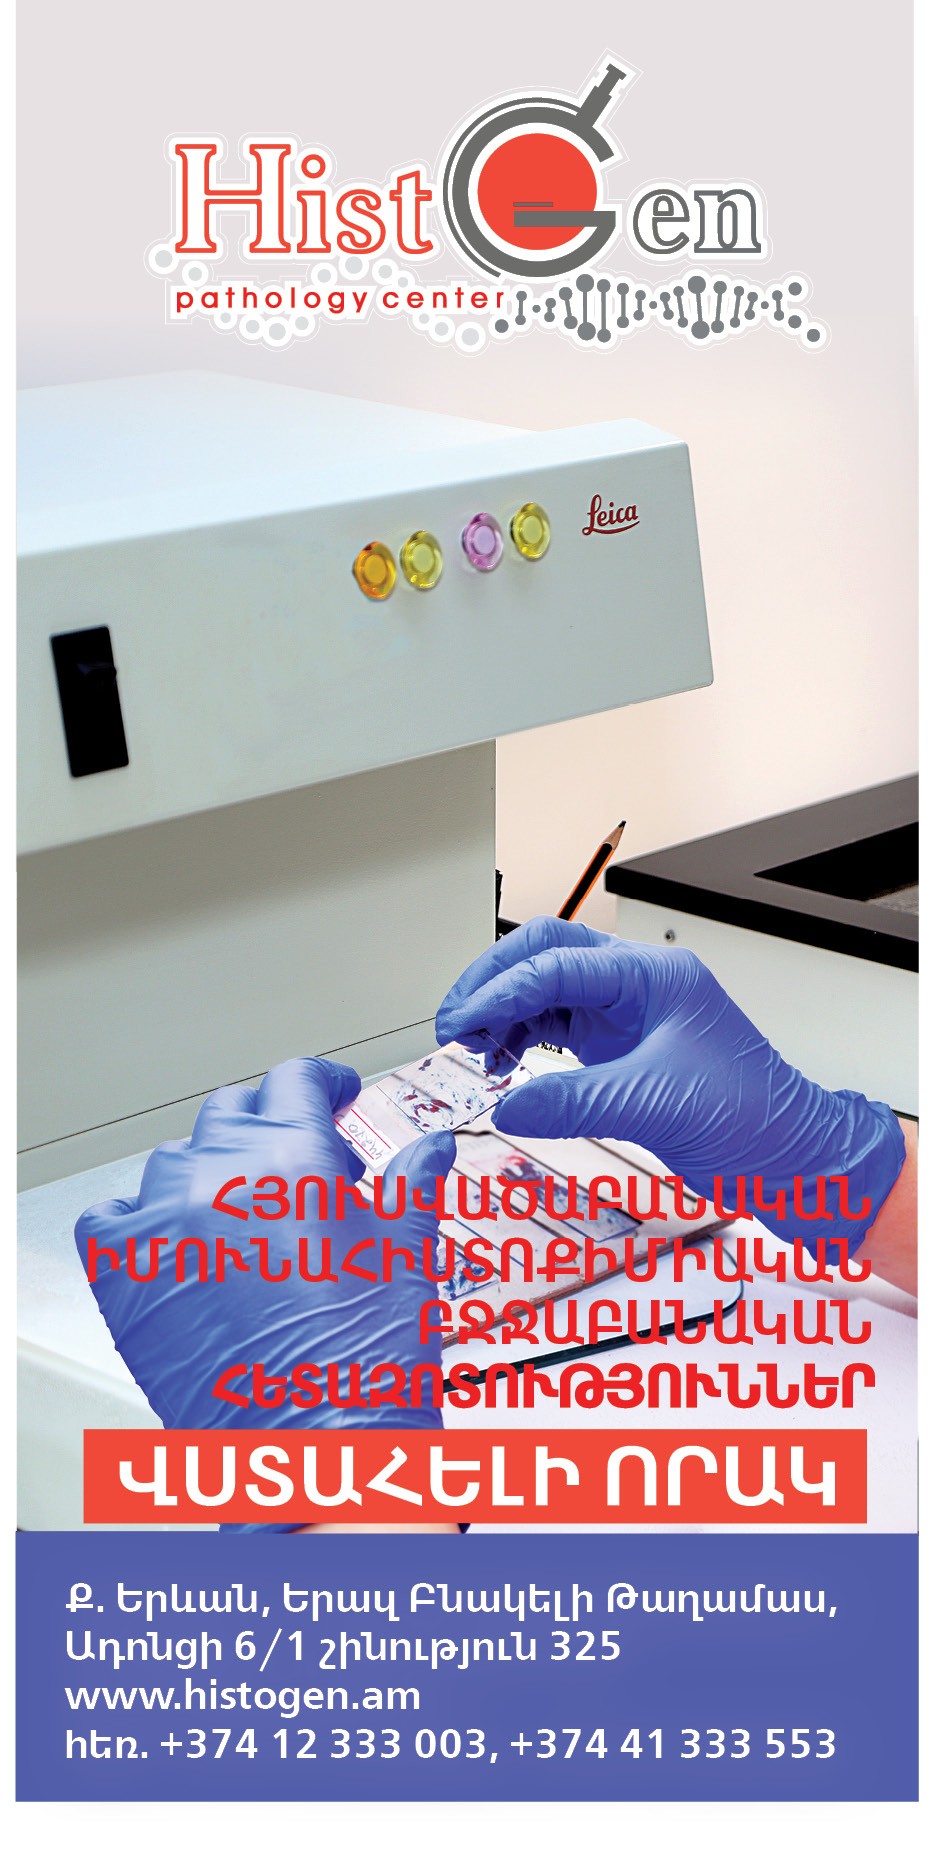 HistGen
pathology center
Leica
ՀՅՈՒՍՎԱԾԱԲԱՆԱԿԱՆ
ԻՄՈՒՆԱՀԻՍՏՈՔԻՄԻԱԿԱՆ
ԲՋՋԱԲԱՆԱԿԱՆ
ՀԵՏԱԶՈՏՈՒԹՅՈՒՆՆԵՐ
ՎՍՏԱՀԵԼԻ ՈՐԱԿ
Ք. Երևան, Երազ Բնակելի Թաղամաս,
Ադոնցի 6/1 շինություն 325
www.histogen.am
հեռ. +374 12 333 003, +374 41 333 553